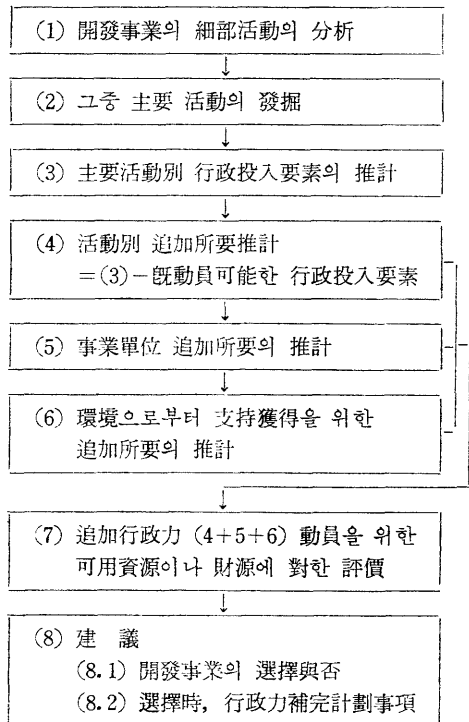 (1) 開發事業의 細部活動의 分析
(2) 그중 主要 活動의 發掘
(3) 主要活動別 行政投入要素의 推計
(4) 活動別 追加所要推計
=(3)-旣動員可能한 行政投入要素
(5) 事業單位 追加所要의 推計
(6) 環境으로부터 支持獲得을 위한
追加所要의 推計
(7) 追加行政力 (4+5+6) 動員을 위한
可用資源이나 財源에 對한 評價
(8) 建 議
(8.1) 開發事業의 選擇與否
(8.2) 選擇時, 行政力補完計劃事項